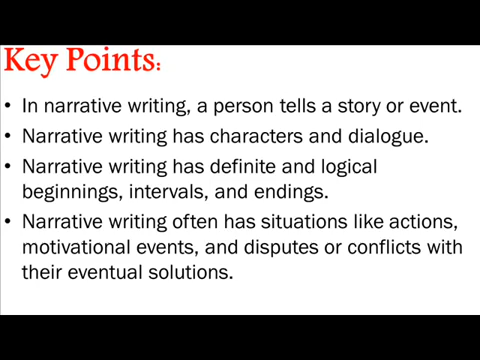 Key Points:
• In narrative writing, a person tells a story or event.
• Narrative writing has characters and dialogue.
• Narrative writing has definite and logical
beginnings, intervals, and endings.
• Narrative writing often has situations like actions,
motivational events, and disputes or conflicts with
their eventual solutions.